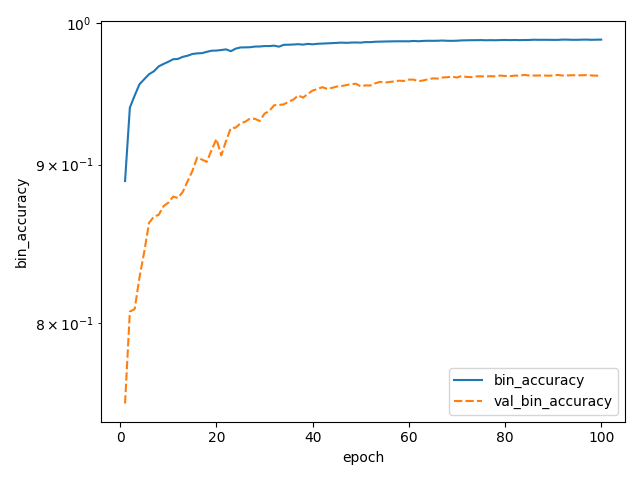 10⁰
9 × 10⁻¹
8 × 10⁻¹
bin_accuracy
0 20 40 60 80 100
epoch
bin_accuracy
val_bin_accuracy